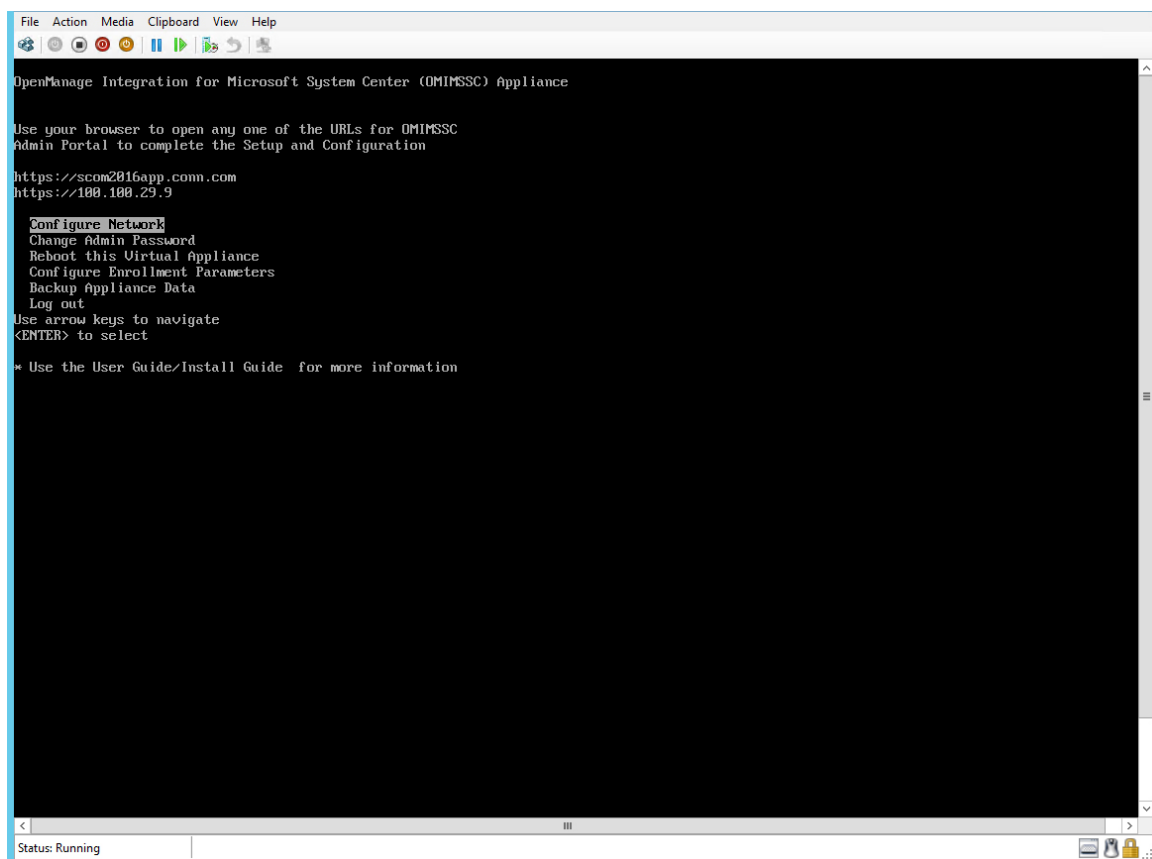 File Action Media Clipboard View Help
OpenManage Integration for Microsoft System Center (OMIMSSC) Appliance
Use your browser to open any one of the URLs for OMIMSSC
Admin Portal to complete the Setup and Configuration
https://scom2016app.conn.com
https://100.100.29.9
Configure Network
Change Admin Password
Reboot this Virtual Appliance
Configure Enrollment Parameters
Backup Appliance Data
Log out
Use arrow keys to navigate
<ENTER> to select
* Use the User Guide/Install Guide  for more information
Status: Running